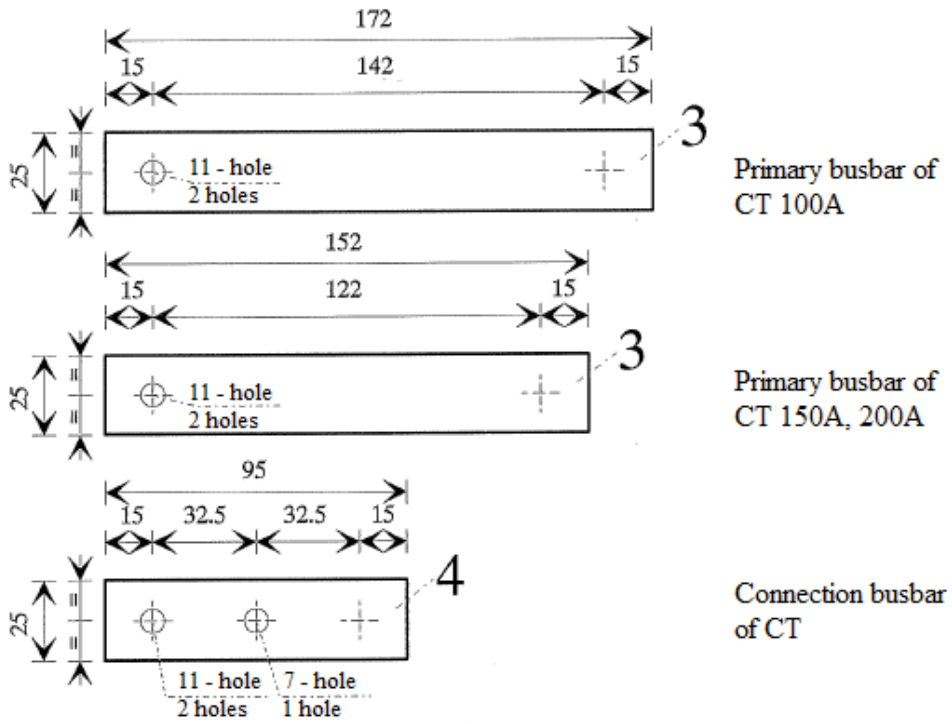 172
15 142 15
25 = =
11 - hole
2 holes
3
Primary busbar of
CT 100A
152
15 122 15
25 = =
11 - hole
2 holes
3
Primary busbar of
CT 150A, 200A
95
15 32.5 32.5 15
25 = =
4
Connection busbar
of CT
11 - hole 7 - hole
2 holes 1 hole